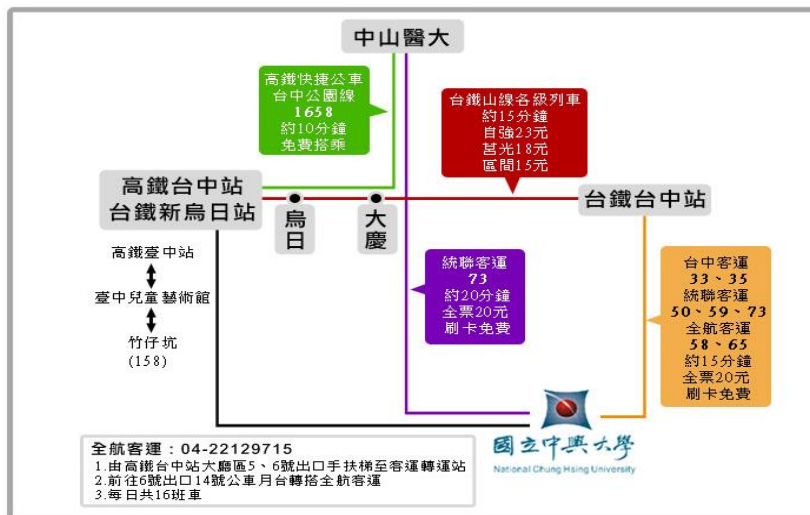 中山醫大
高鐵快捷公車
台中公園線
1658
約10分鐘
免費搭乘
台鐵山線各級列車
約15分鐘
自強23元
莒光18元
區間15元
高鐵台中站
台鐵新烏日站
烏日
大慶
台鐵台中站
高鐵臺中站
臺中兒童藝術館
竹仔坑
(158)
統聯客運
73
約20分鐘
全票20元
刷卡免費
台中客運
33、35
統聯客運
50、59、73
全航客運
58、65
約15分鐘
全票20元
刷卡免費
國立中興大學
National Chung Hsing University
全航客運：04-22129715
1.由高鐵台中站大廳區5、6號出口手扶梯至客運轉運站
2.前往6號出口14號公車月台轉搭全航客運
3.每日共16班車